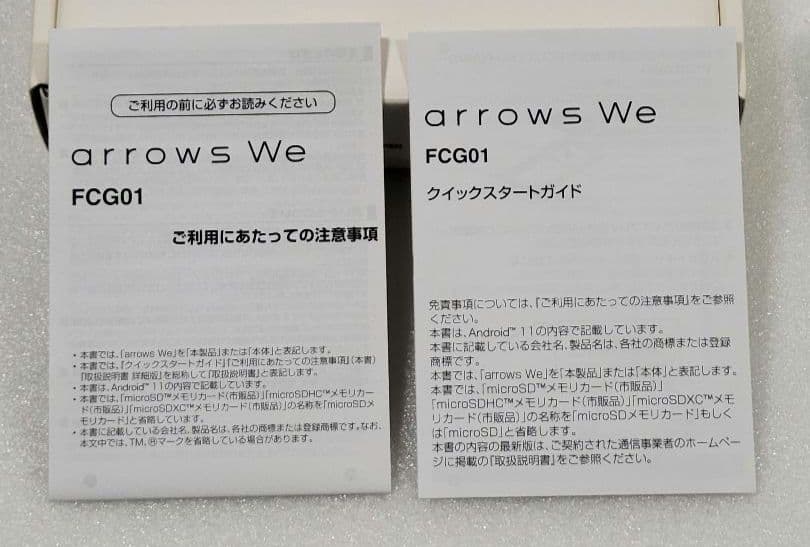 ご利用の前に必ずお読みください
arrows We
FCG01
ご利用にあたっての注意事項
・本書では、「arrows We」を「本製品」または「本体」と表記します。
・本書では、『クイックスタートガイド』『ご利用にあたっての注意事項』(本書)
『取扱説明書 詳細版』を総称して『取扱説明書』と表記します。
・本書は、Android™ 11の内容で記載しています。
・本書では、「microSD™メモリカード(市販品)」「microSDHC™メモリカー
ド(市販品)」「microSDXC™メモリカード(市販品)」の名称を「microSDメ
モリカード」と省略しています。
・本書に記載している会社名、製品名は、各社の商標または登録商標です。なお、
本文中では、TM、®マークを省略している場合があります。
arrows We
FCG01
クイックスタートガイド
免責事項については、『ご利用にあたっての注意事項』をご参照
ください。
本書は、Android™ 11の内容で記載しています。
本書に記載している会社名、製品名は、各社の商標または登録
商標です。
本書では、「arrows We」を「本製品」または「本体」と表記します。
本書では、「microSD™メモリカード(市販品)」
「microSDHC™メモリカード(市販品)」「microSDXC™メモリ
カード(市販品)」の名称を「microSDメモリカード」もしく
は「microSD」と省略します。
本書の内容の最新版は、ご契約された通信事業者のホームペー
ジに掲載の『取扱説明書』をご参照ください。